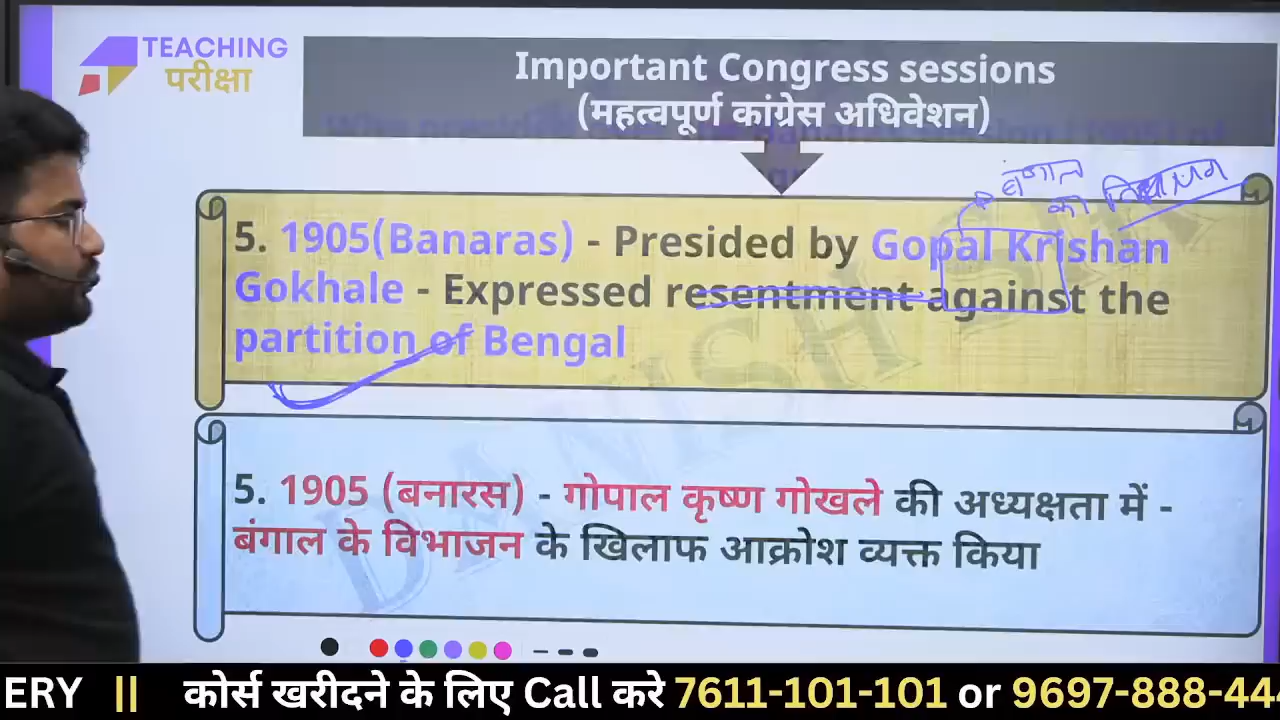 TEACHING
परीक्षा
Important Congress sessions
(महत्वपूर्ण कांग्रेस अधिवेशन)
बंगाल
का
5. 1905(Banaras) - Presided by Gopal Krishan
Gokhale - Expressed resentment against the
partition of Bengal
5. 1905 (बनारस) - गोपाल कृष्ण गोखले की अध्यक्षता में -
बंगाल के विभाजन के खिलाफ आक्रोश व्यक्त किया
DANISH SIR
ERY || कोर्स खरीदने के लिए Call करे 7611-101-101 or 9697-888-44